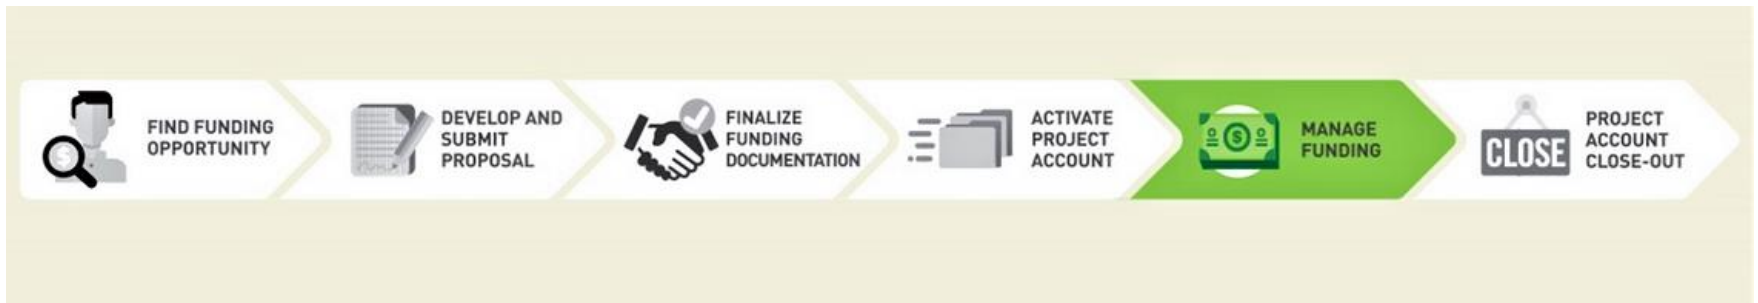 FIND FUNDING
OPPORTUNITY
DEVELOP AND
SUBMIT
PROPOSAL
FINALIZE
FUNDING
DOCUMENTATION
ACTIVATE
PROJECT
ACCOUNT
MANAGE
FUNDING
CLOSE
PROJECT
ACCOUNT
CLOSE-OUT